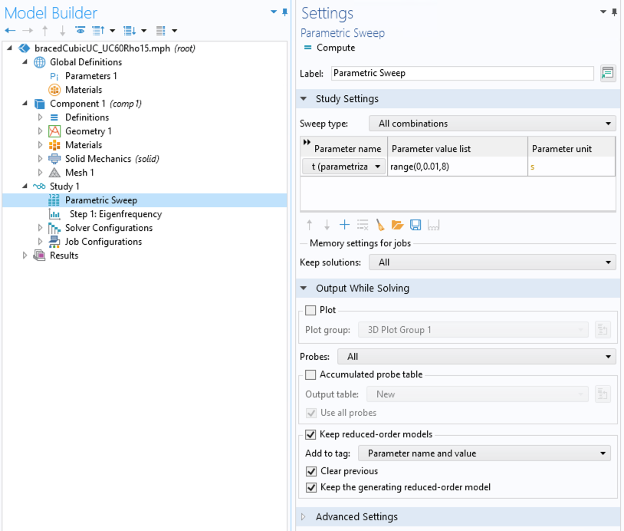 Model Builder
bracedCubicUC_UC60Rho15.mph (root)
Global Definitions
Pi Parameters 1
Materials
Component 1 (comp1)
Definitions
Geometry 1
Materials
Solid Mechanics (solid)
Mesh 1
Study 1
Parametric Sweep
Step 1: Eigenfrequency
Solver Configurations
Job Configurations
Results
Settings
Parametric Sweep
= Compute
Label: Parametric Sweep
Study Settings
Sweep type: All combinations
Parameter name Parameter value list Parameter unit
t (parametriza range(0,0.01,8) s
Memory settings for jobs
Keep solutions: All
Output While Solving
Plot
Plot group: 3D Plot Group 1
Probes: All
Accumulated probe table
Output table: New
Use all probes
Keep reduced-order models
Add to tag: Parameter name and value
Clear previous
Keep the generating reduced-order model
Advanced Settings